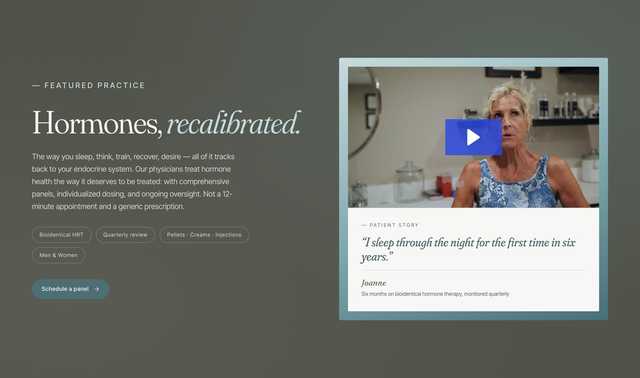 — FEATURED PRACTICE
Hormones, recalibrated.
The way you sleep, think, train, recover, desire — all of it tracks
back to your endocrine system. Our physicians treat hormone
health the way it deserves to be treated: with comprehensive
panels, individualized dosing, and ongoing oversight. Not a 12-
minute appointment and a generic prescription.
Bioidentical HRT
Quarterly review
Pellets · Creams · Injections
Men & Women
Schedule a panel →
— PATIENT STORY
“I sleep through the night for the first time in six
years.”
Joanne
Six months on bioidentical hormone therapy, monitored quarterly